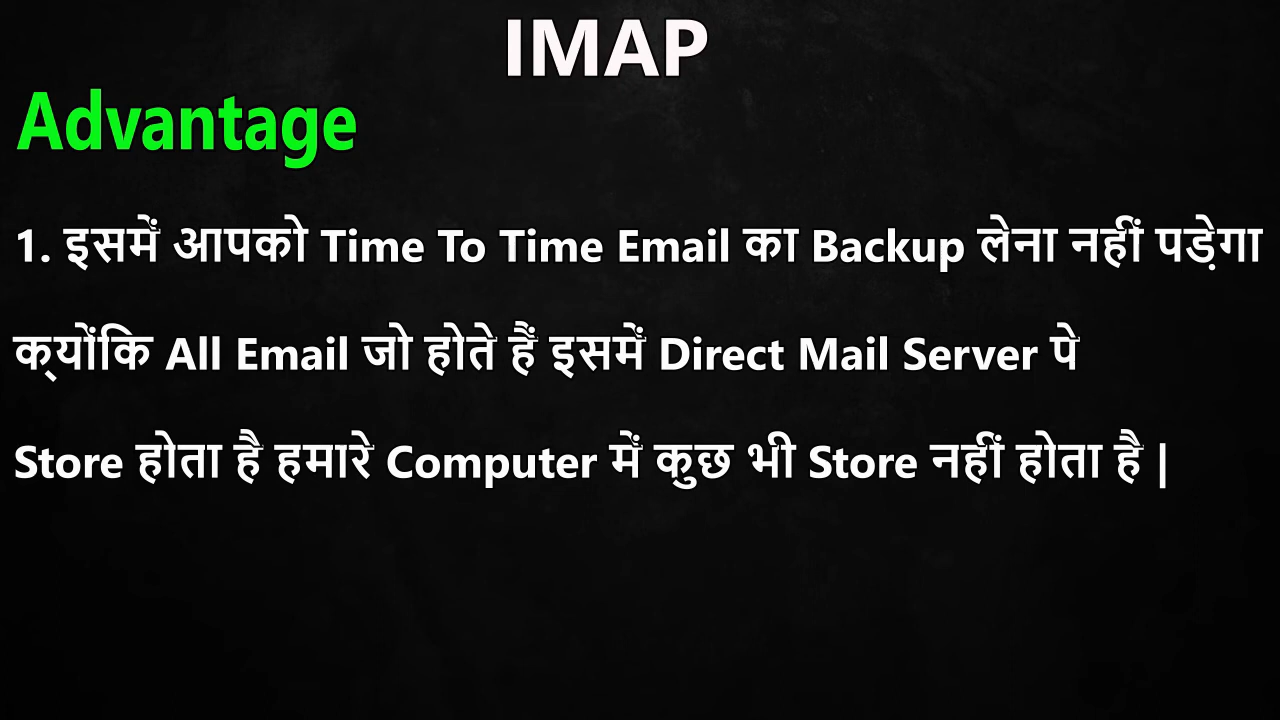 IMAP
Advantage
1. इसमें आपको Time To Time Email का Backup लेना नहीं पड़ेगा
क्योंकि All Email जो होते हैं इसमें Direct Mail Server पे
Store होता है हमारे Computer में कुछ भी Store नहीं होता है |